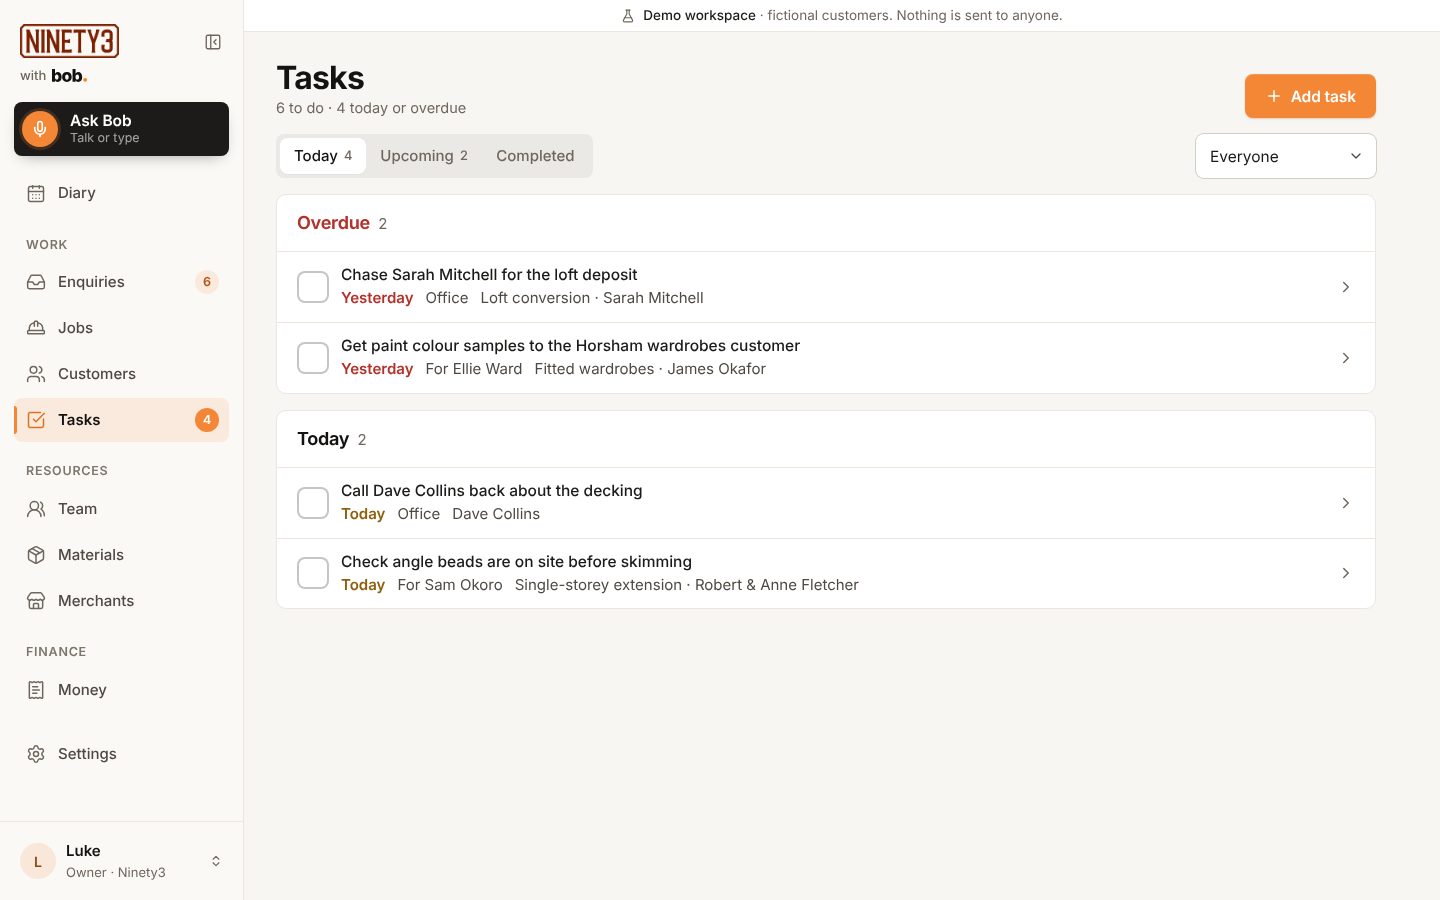 NINETY3
with bob.
Ask Bob
Talk or type
Diary
WORK
Enquiries 6
Jobs
Customers
Tasks 4
RESOURCES
Team
Materials
Merchants
FINANCE
Money
Settings
L
Luke
Owner · Ninety3
Demo workspace · fictional customers. Nothing is sent to anyone.
Tasks
6 to do · 4 today or overdue
+ Add task
Today 4 Upcoming 2 Completed
Everyone
Overdue 2
Chase Sarah Mitchell for the loft deposit
Yesterday Office Loft conversion · Sarah Mitchell
Get paint colour samples to the Horsham wardrobes customer
Yesterday For Ellie Ward Fitted wardrobes · James Okafor
Today 2
Call Dave Collins back about the decking
Today Office Dave Collins
Check angle beads are on site before skimming
Today For Sam Okoro Single-storey extension · Robert & Anne Fletcher